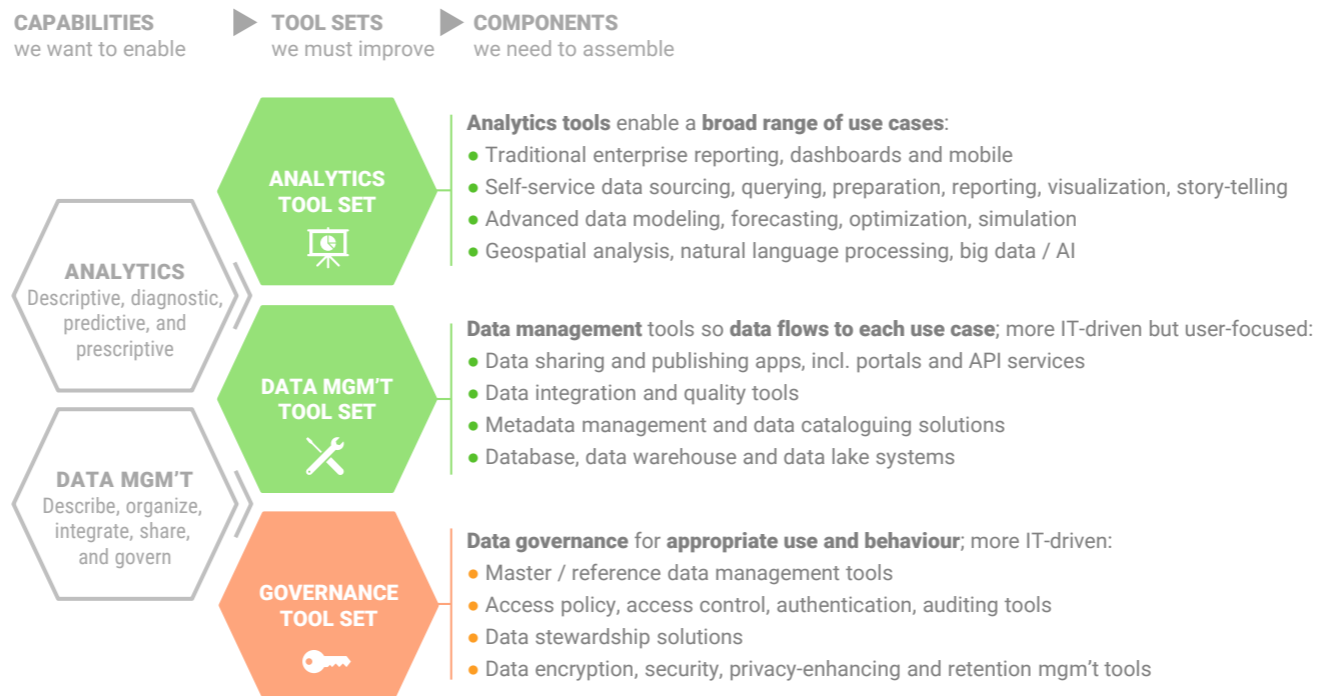 CAPABILITIES
we want to enable
TOOL SETS
we must improve
COMPONENTS
we need to assemble
ANALYTICS
Descriptive, diagnostic,
predictive, and
prescriptive
DATA MGM'T
Describe, organize,
integrate, share,
and govern
ANALYTICS
TOOL SET
Analytics tools enable a broad range of use cases:
• Traditional enterprise reporting, dashboards and mobile
• Self-service data sourcing, querying, preparation, reporting, visualization, story-telling
• Advanced data modeling, forecasting, optimization, simulation
• Geospatial analysis, natural language processing, big data / AI
DATA MGM'T
TOOL SET
Data management tools so data flows to each use case; more IT-driven but user-focused:
• Data sharing and publishing apps, incl. portals and API services
• Data integration and quality tools
• Metadata management and data cataloguing solutions
• Database, data warehouse and data lake systems
GOVERNANCE
TOOL SET
Data governance for appropriate use and behaviour; more IT-driven:
• Master / reference data management tools
• Access policy, access control, authentication, auditing tools
• Data stewardship solutions
• Data encryption, security, privacy-enhancing and retention mgm't tools